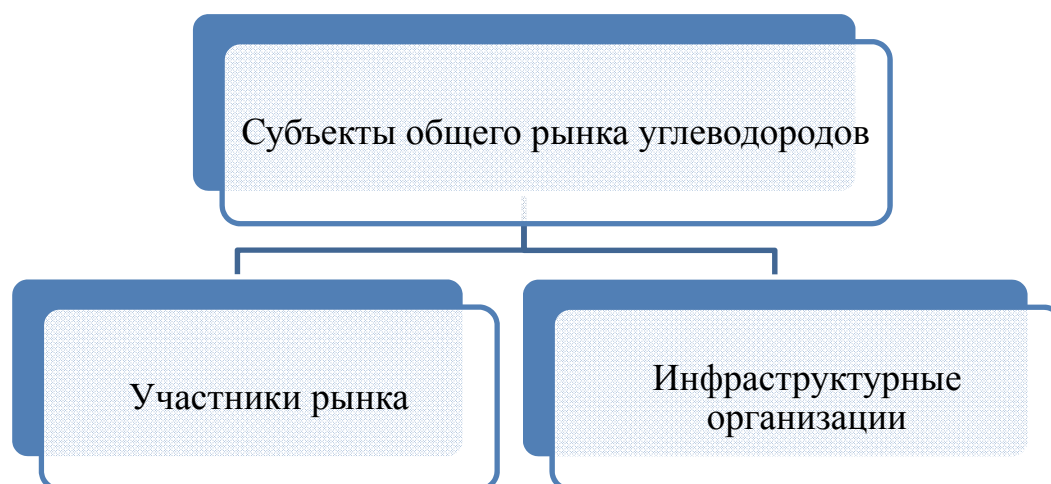 Субъекты общего рынка углеводородов
Участники рынка
Инфраструктурные
организации